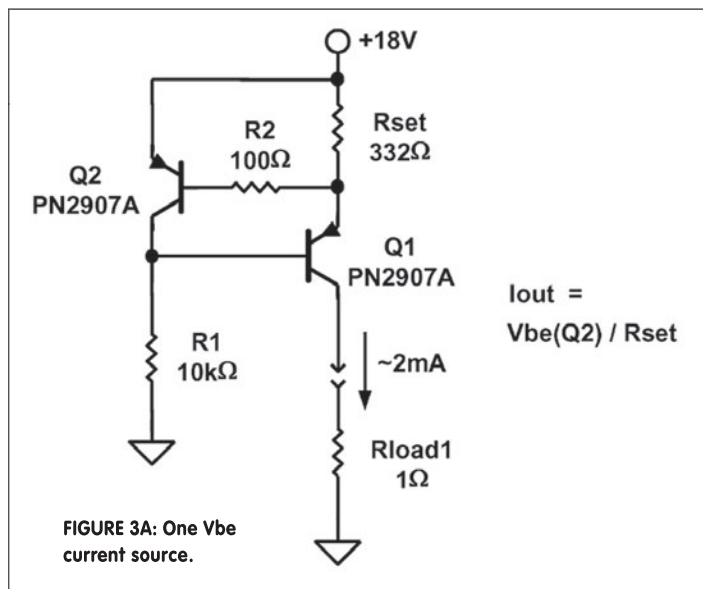 +18V
Rset
332Ω
R2
100Ω
Q2
PN2907A
Q1
PN2907A
Iout =
Vbe(Q2) / Rset
R1
10kΩ
~2mA
Rload1
1Ω
FIGURE 3A: One Vbe
current source.